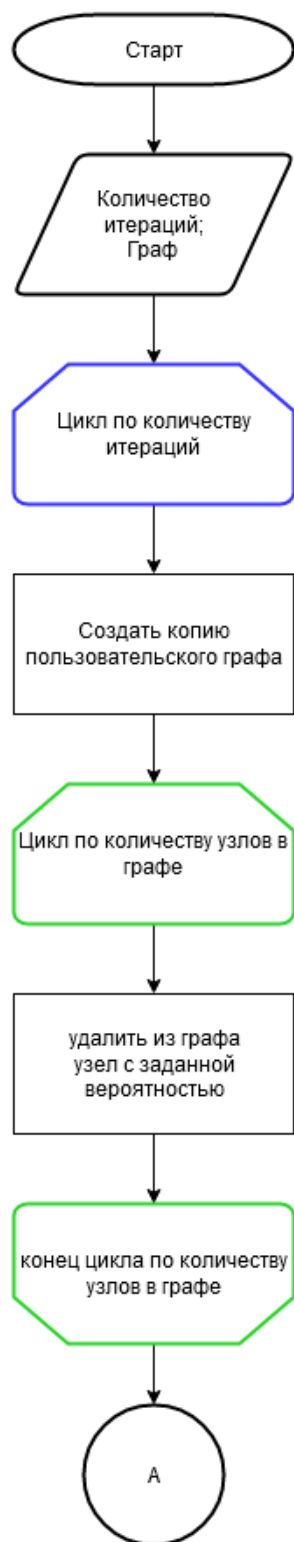 Старт
Количество
итераций;
Граф
Цикл по количеству
итераций
Создать копию
пользовательского графа
Цикл по количеству узлов в
графе
удалить из графа
узел с заданной
вероятностью
конец цикла по количеству
узлов в графе
А